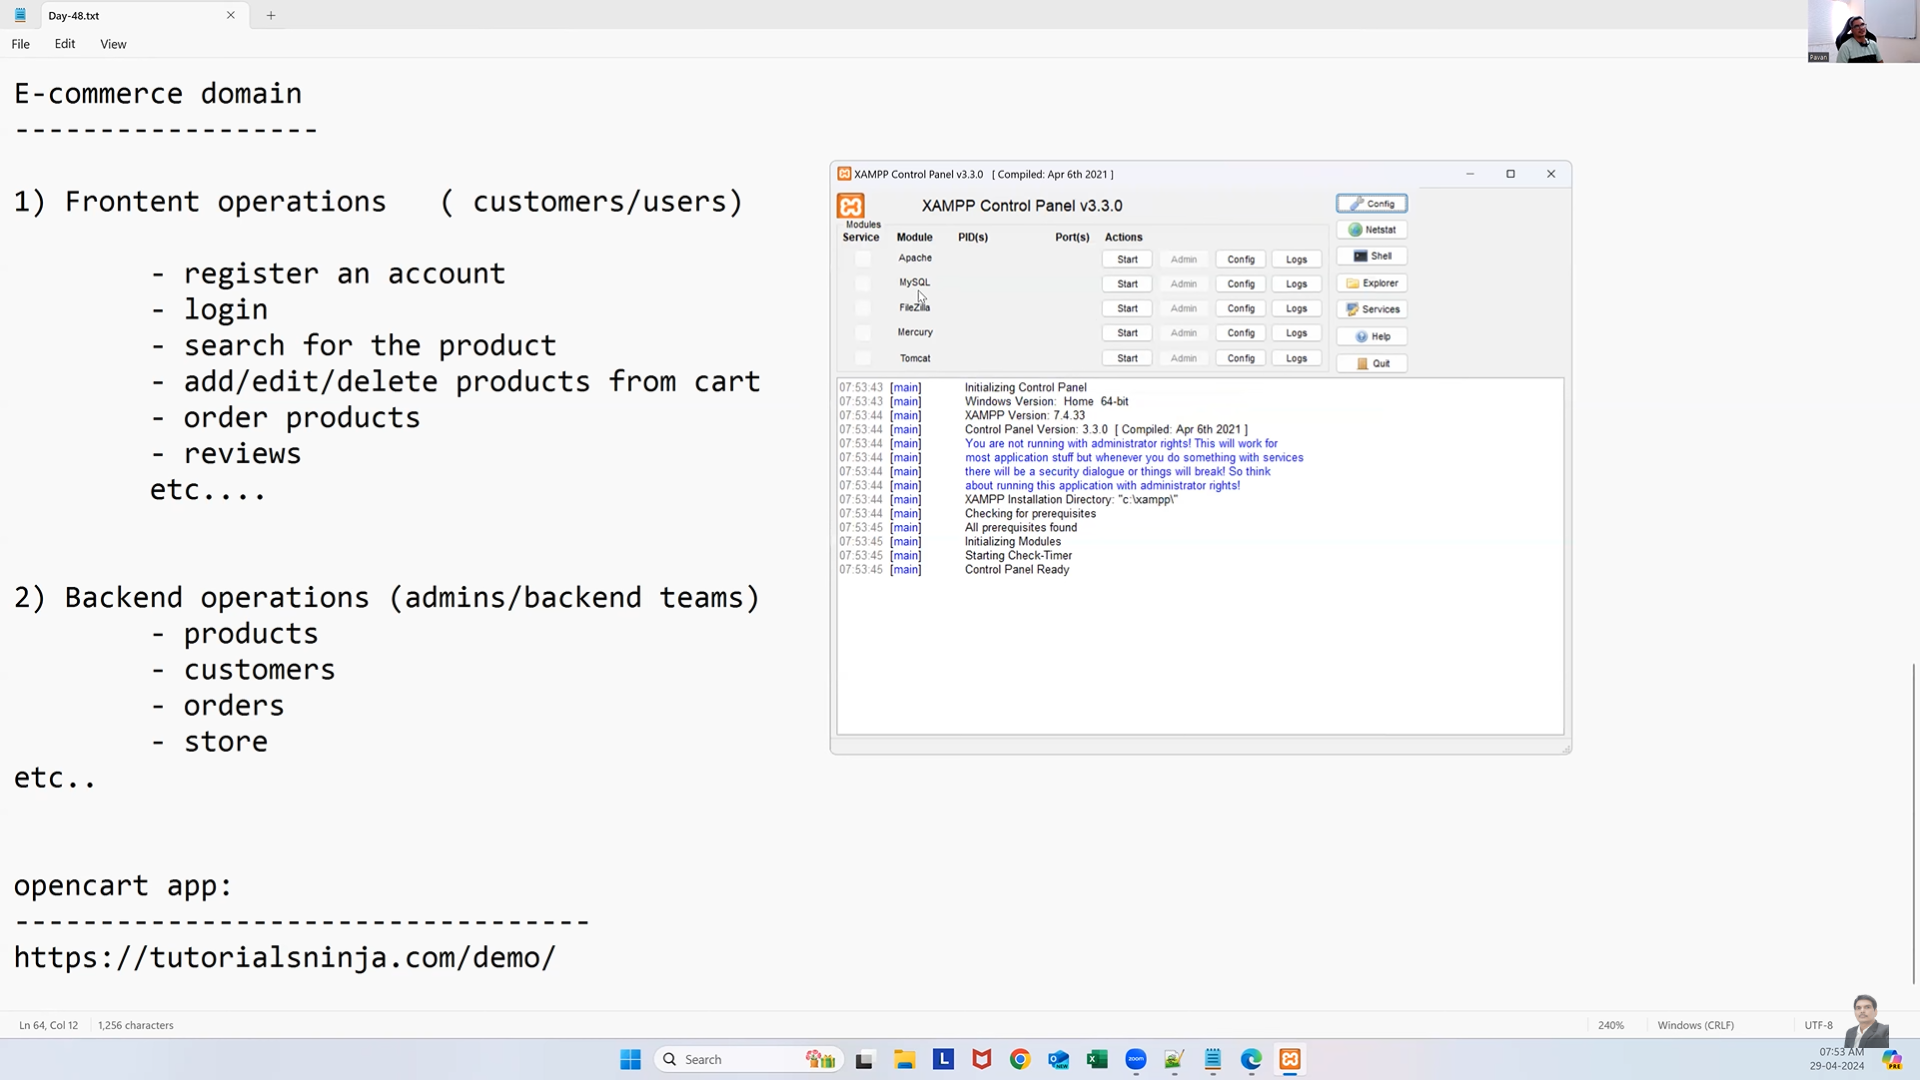 Day-48.txt
File Edit View
Pavan
E-commerce domain
------------------
1) Frontent operations ( customers/users)
- register an account
- login
- search for the product
- add/edit/delete products from cart
- order products
- reviews
etc....
2) Backend operations (admins/backend teams)
- products
- customers
- orders
- store
etc..
opencart app:
----------------------------------
https://tutorialsninja.com/demo/
XAMPP Control Panel v3.3.0 [ Compiled: Apr 6th 2021 ]
XAMPP Control Panel v3.3.0
Modules
Service Module PID(s) Port(s) Actions
Apache Start Admin Config Logs
MySQL Start Admin Config Logs
FileZilla Start Admin Config Logs
Mercury Start Admin Config Logs
Tomcat Start Admin Config Logs
Config
Netstat
Shell
Explorer
Services
Help
Quit
07:53:43 [main] Initializing Control Panel
07:53:43 [main] Windows Version: Home 64-bit
07:53:44 [main] XAMPP Version: 7.4.33
07:53:44 [main] Control Panel Version: 3.3.0 [ Compiled: Apr 6th 2021 ]
07:53:44 [main] You are not running with administrator rights! This will work for
07:53:44 [main] most application stuff but whenever you do something with services
07:53:44 [main] there will be a security dialogue or things will break! So think
07:53:44 [main] about running this application with administrator rights!
07:53:44 [main] XAMPP Installation Directory: "c:\xampp\"
07:53:44 [main] Checking for prerequisites
07:53:45 [main] All prerequisites found
07:53:45 [main] Initializing Modules
07:53:45 [main] Starting Check-Timer
07:53:45 [main] Control Panel Ready
Ln 64, Col 12 1,256 characters 240% Windows (CRLF) UTF-8
Search
L
zoom
NEW
PRE
07:53 AM
29-04-2024